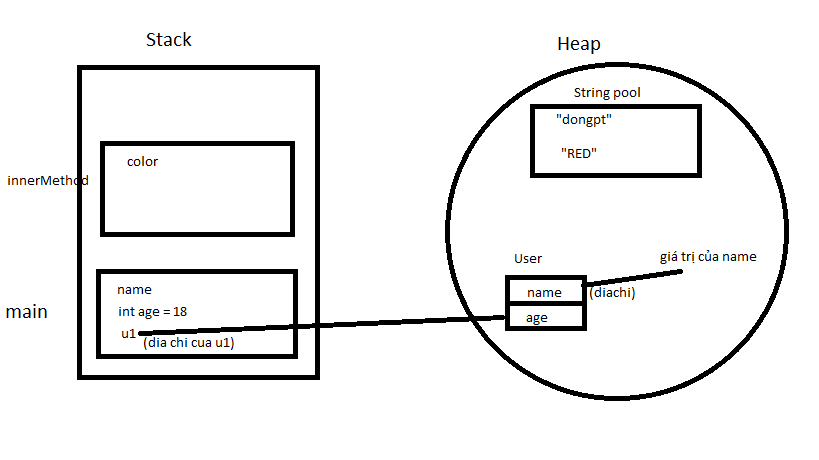 Stack
Heap
String pool
"dongpt"
"RED"
color
innerMethod
User
giá trị của name
name
(diachi)
age
main
name
int age = 18
u1
(dia chi cua u1)